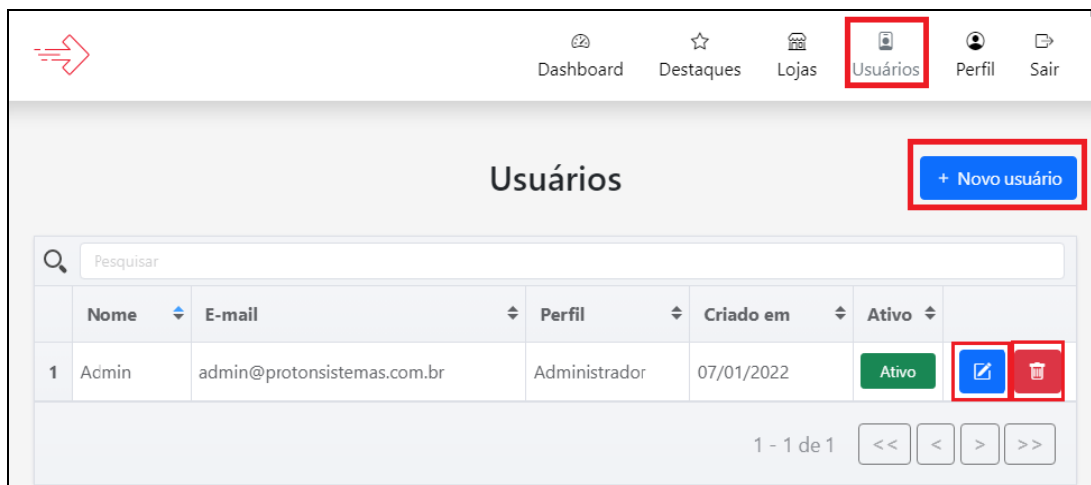 Dashboard Destaques Lojas Usuários Perfil Sair
Usuários
+ Novo usuário
Pesquisar
Nome E-mail Perfil Criado em Ativo
1 Admin admin@protonsistemas.com.br Administrador 07/01/2022 Ativo
1 - 1 de 1 << < > >>